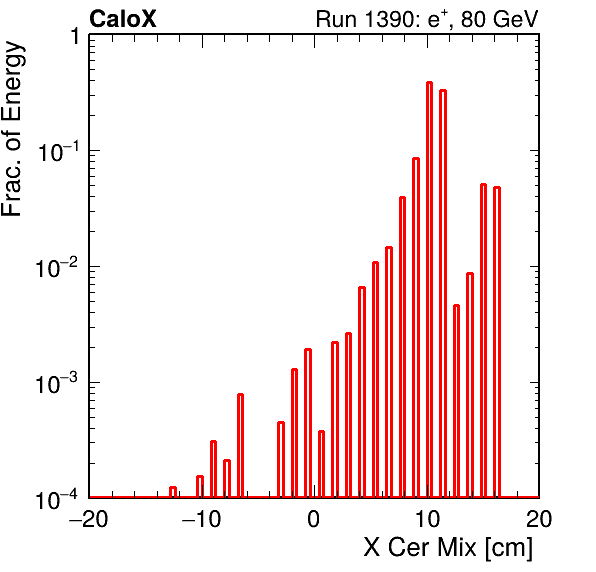 CaloX Run 1390: e⁺, 80 GeV
Frac. of Energy
1
10⁻¹
10⁻²
10⁻³
10⁻⁴
−20 −10 0 10 20
X Cer Mix [cm]